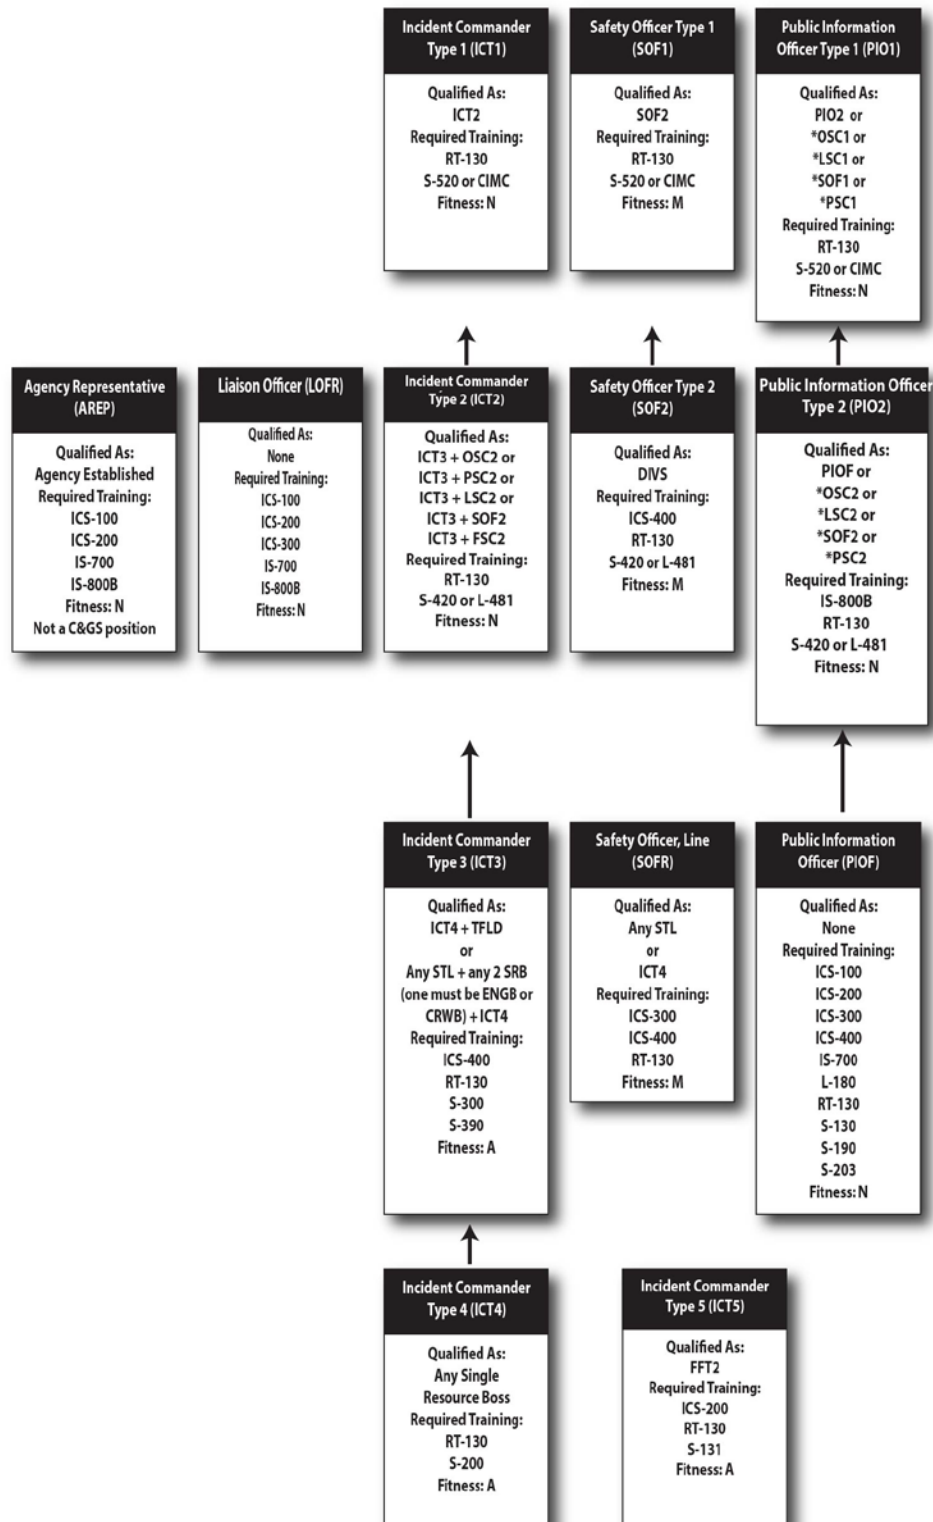 Incident Commander
Type 1 (ICT1)
Qualified As:
ICT2
Required Training:
RT-130
S-520 or CIMC
Fitness: N
Safety Officer Type 1
(SOF1)
Qualified As:
SOF2
Required Training:
RT-130
S-520 or CIMC
Fitness: M
Public Information
Officer Type 1 (PIO1)
Qualified As:
PIO2 or
*OSC1 or
*LSC1 or
*SOF1 or
*PSC1
Required Training:
RT-130
S-520 or CIMC
Fitness: N
Agency Representative
(AREP)
Qualified As:
Agency Established
Required Training:
ICS-100
ICS-200
IS-700
IS-800B
Fitness: N
Not a C&GS position
Liaison Officer (LOFR)
Qualified As:
None
Required Training:
ICS-100
ICS-200
ICS-300
IS-700
IS-800B
Fitness: N
Incident Commander
Type 2 (ICT2)
Qualified As:
ICT3 + OSC2 or
ICT3 + PSC2 or
ICT3 + LSC2 or
ICT3 + SOF2
ICT3 + FSC2
Required Training:
RT-130
S-420 or L-481
Fitness: N
Safety Officer Type 2
(SOF2)
Qualified As:
DIVS
Required Training:
ICS-400
RT-130
S-420 or L-481
Fitness: M
Public Information Officer
Type 2 (PIO2)
Qualified As:
PIOF or
*OSC2 or
*LSC2 or
*SOF2 or
*PSC2
Required Training:
IS-800B
RT-130
S-420 or L-481
Fitness: N
Incident Commander
Type 3 (ICT3)
Qualified As:
ICT4 + TFLD
or
Any STL + any 2 SRB
(one must be ENGB or
CRWB) + ICT4
Required Training:
ICS-400
RT-130
S-300
S-390
Fitness: A
Safety Officer, Line
(SOFR)
Qualified As:
Any STL
or
ICT4
Required Training:
ICS-300
ICS-400
RT-130
Fitness: M
Public Information
Officer (PIOF)
Qualified As:
None
Required Training:
ICS-100
ICS-200
ICS-300
ICS-400
IS-700
L-180
RT-130
S-130
S-190
S-203
Fitness: N
Incident Commander
Type 4 (ICT4)
Qualified As:
Any Single
Resource Boss
Required Training:
RT-130
S-200
Fitness: A
Incident Commander
Type 5 (ICT5)
Qualified As:
FFT2
Required Training:
ICS-200
RT-130
S-131
Fitness: A